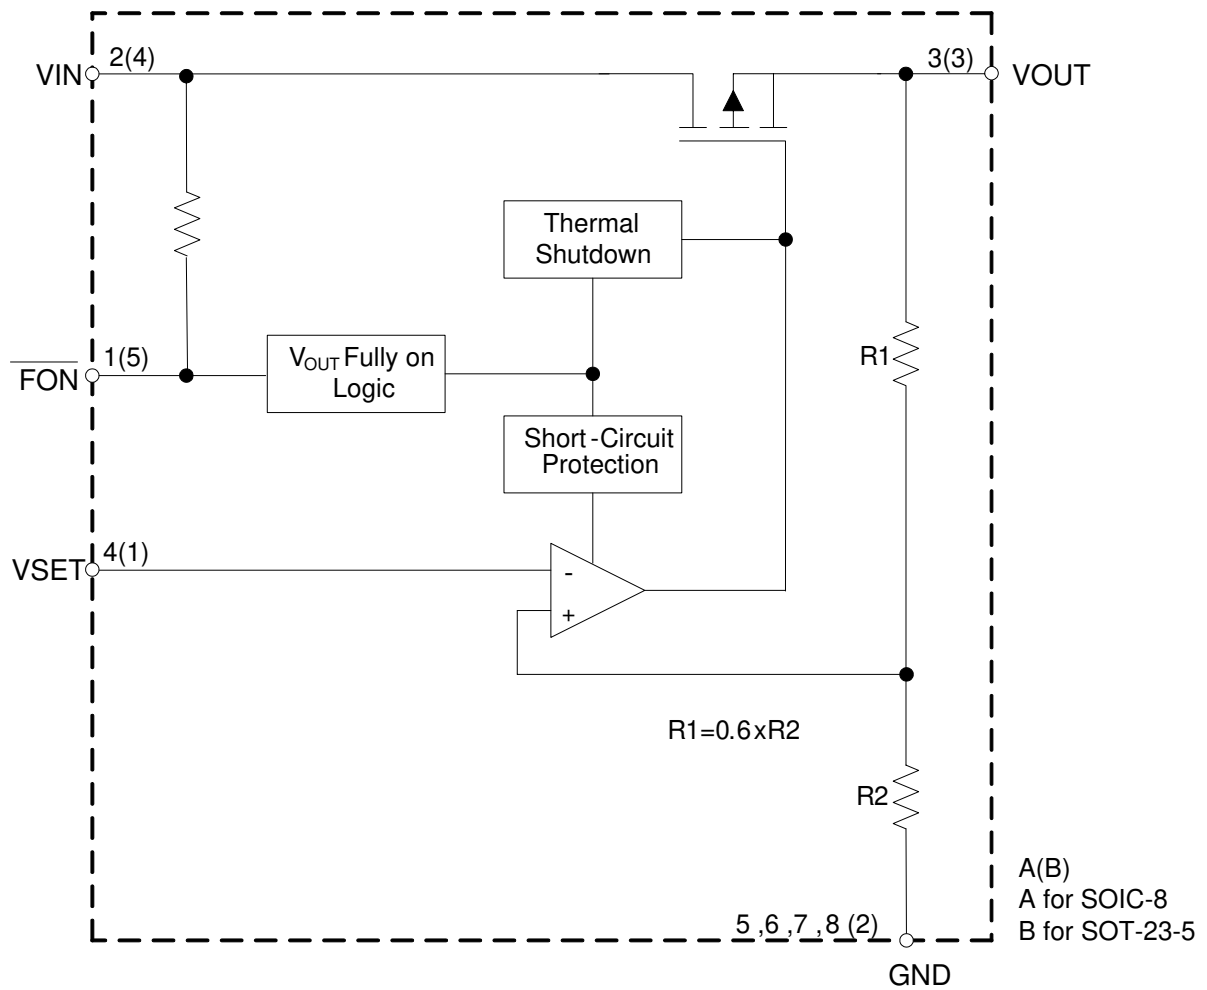 VIN
2(4)
3(3)
VOUT
Thermal
Shutdown
FON
1(5)
VOUT Fully on
Logic
R1
Short-Circuit
Protection
VSET
4(1)
-
+
R1=0.6xR2
R2
A(B)
A for SOIC-8
B for SOT-23-5
5 ,6 ,7 ,8 (2)
GND